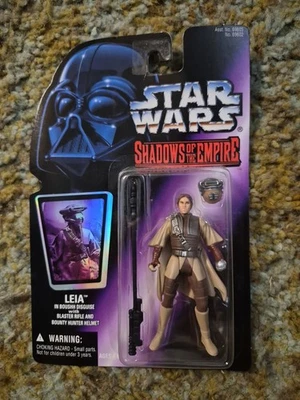 STAR
WARS
SHADOWS OF THE EMPIRE
LEIA™
IN BOUSHH DISGUISE
with
BLASTER RIFLE AND
BOUNTY HUNTER HELMET
WARNING:
CHOKING HAZARD - Small parts
Not for children under 3 years.